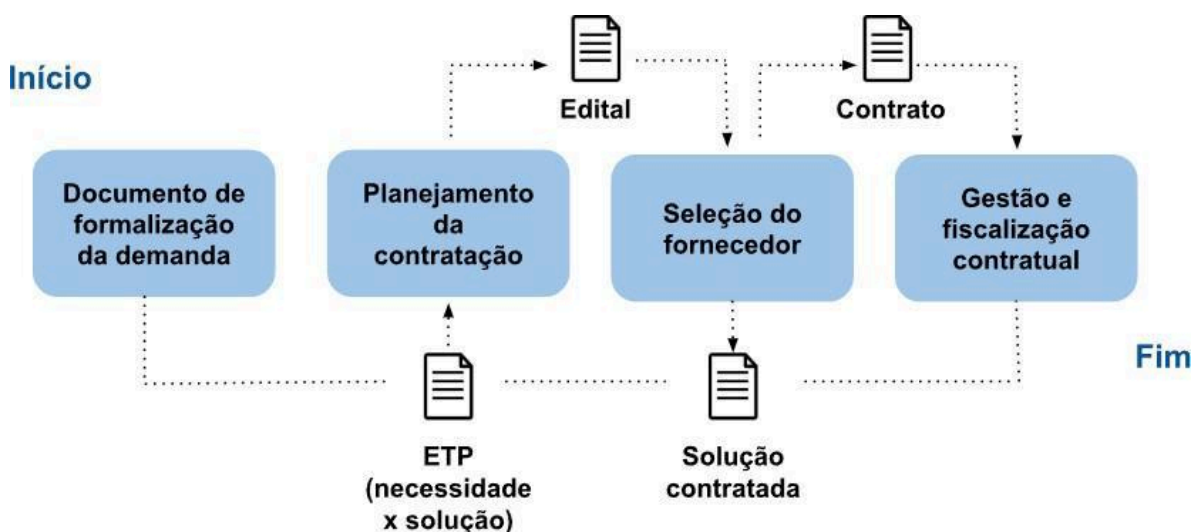 Início
Edital
Contrato
Documento de
formalização
da demanda
Planejamento
da
contratação
Seleção do
fornecedor
Gestão e
fiscalização
contratual
Fim
ETP
(necessidade
x solução)
Solução
contratada